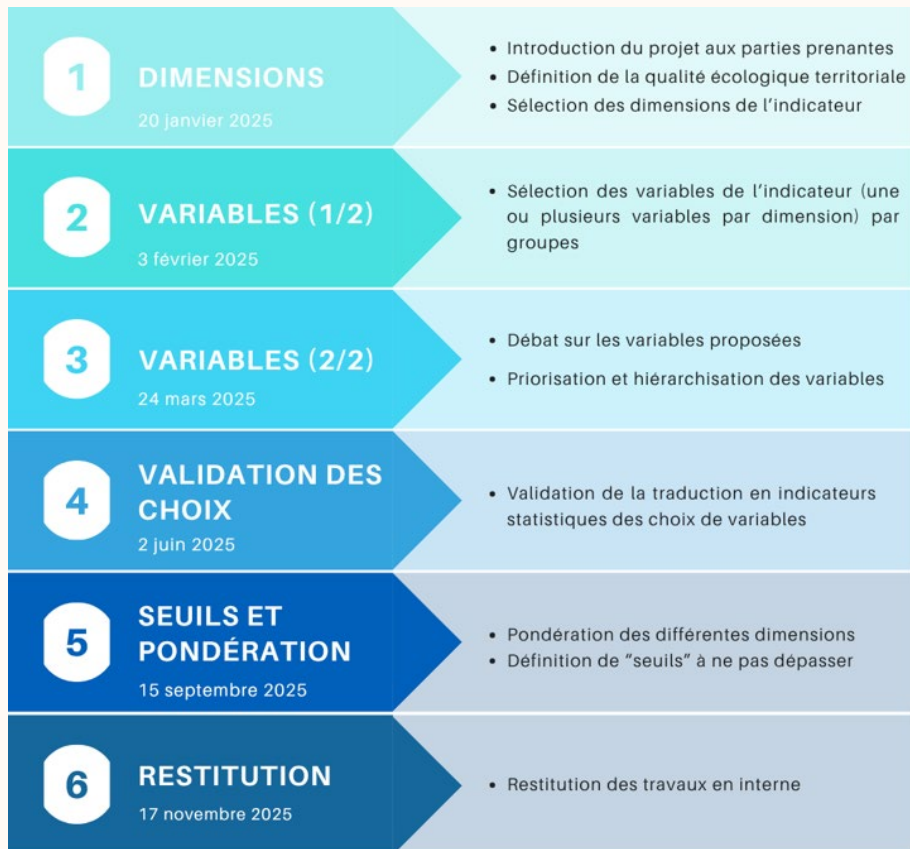 1
DIMENSIONS
20 janvier 2025
• Introduction du projet aux parties prenantes
• Définition de la qualité écologique territoriale
• Sélection des dimensions de l'indicateur
2
VARIABLES (1/2)
3 février 2025
• Sélection des variables de l'indicateur (une
ou plusieurs variables par dimension) par
groupes
3
VARIABLES (2/2)
24 mars 2025
• Débat sur les variables proposées
• Priorisation et hiérarchisation des variables
4
VALIDATION DES
CHOIX
2 juin 2025
• Validation de la traduction en indicateurs
statistiques des choix de variables
5
SEUILS ET
PONDÉRATION
15 septembre 2025
• Pondération des différentes dimensions
• Définition de "seuils" à ne pas dépasser
6
RESTITUTION
17 novembre 2025
• Restitution des travaux en interne